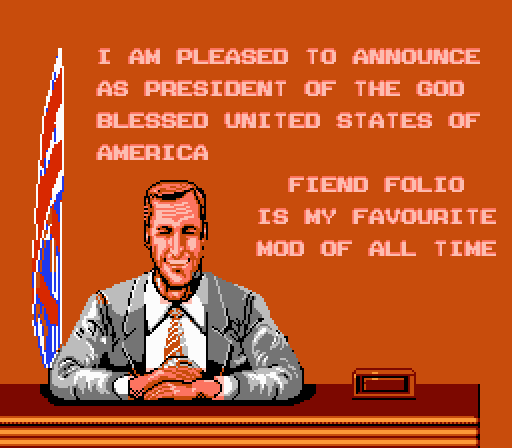 I AM PLEASED TO ANNOUNCE
AS PRESIDENT OF THE GOD
BLESSED UNITED STATES OF
AMERICA
FIEND FOLIO
IS MY FAVOURITE
MOD OF ALL TIME